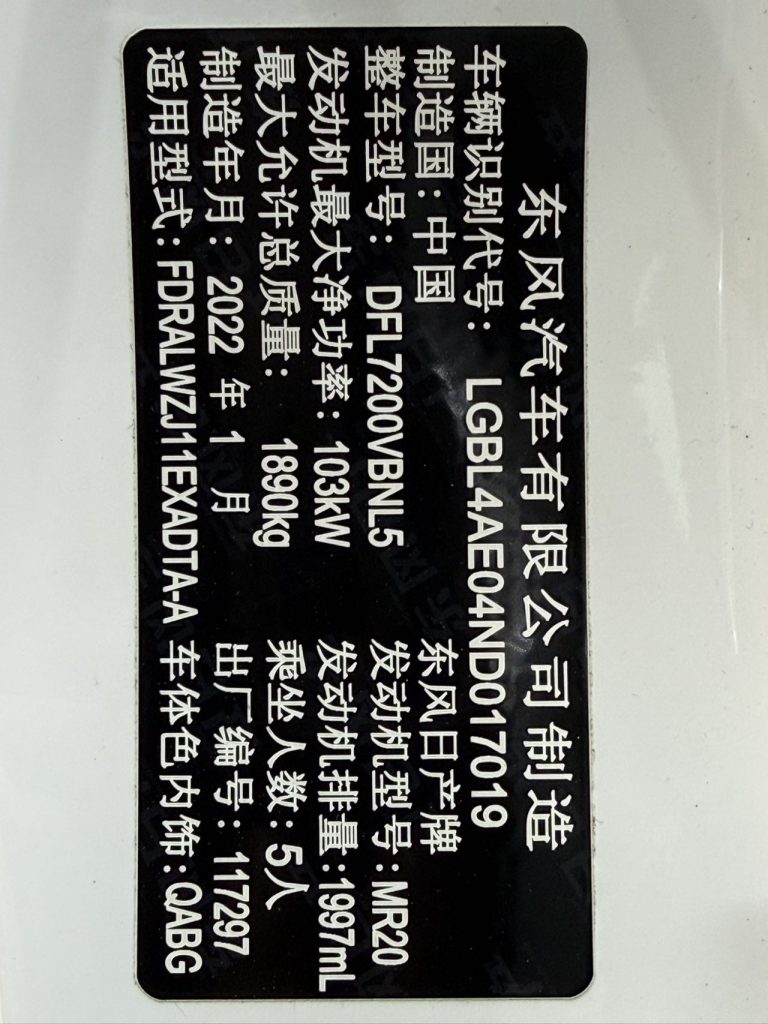 东风汽车有限公司制造
车辆识别代号: LGBL4AE04ND017019
制造国: 中国 东风日产牌
整车型号: DFL7200VBNL5 发动机型号: MR20
发动机最大净功率: 103kW 发动机排量: 1997mL
最大允许总质量: 1890kg 乘坐人数: 5人
制造年月: 2022 年 1 月 出厂编号: 117297
适用型式: FDRALWZJ11EXADTA-A 车体色内饰: QABG